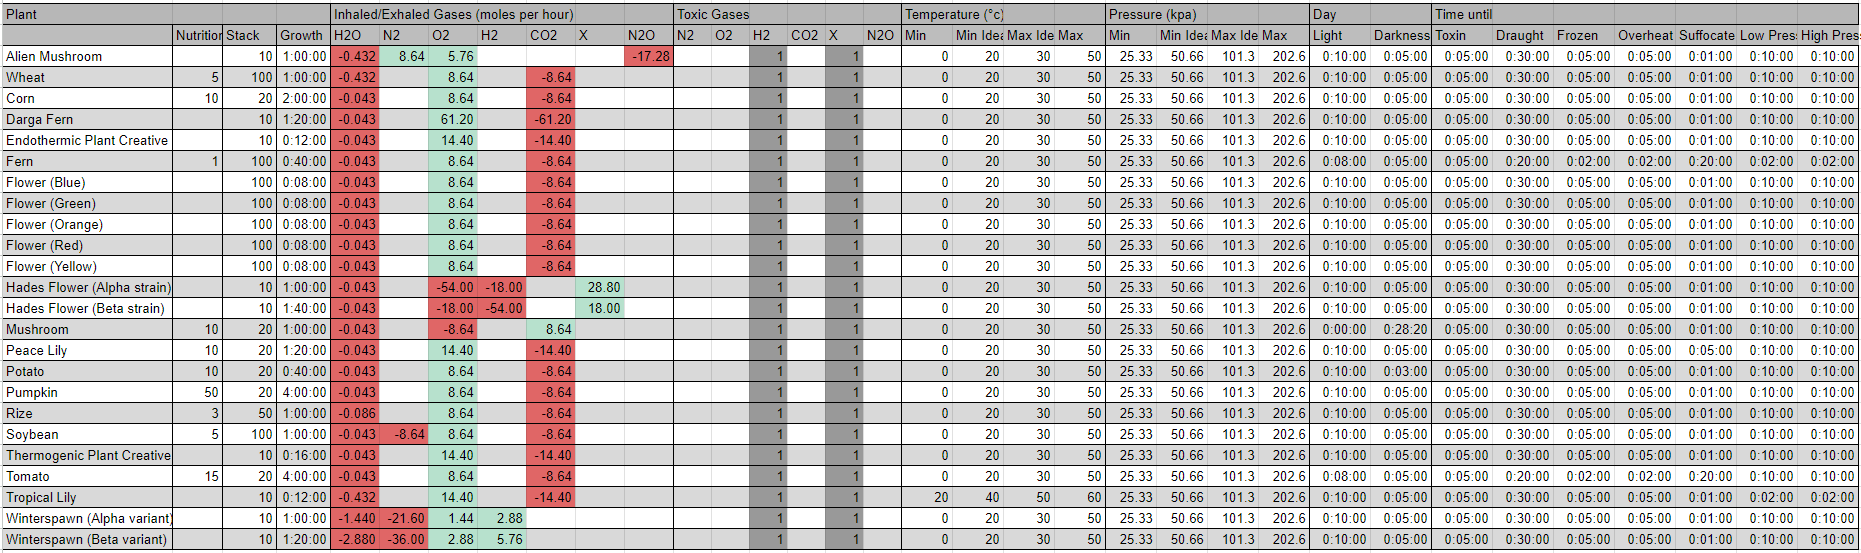 Plant Inhaled/Exhaled Gases (moles per hour) Toxic Gases Temperature (°c) Pressure (kpa) Day Time until
Nutrition Stack Growth H2O N2 O2 H2 CO2 X N2O N2 O2 H2 CO2 X N2O Min Min Idea Max Ide Max Min Min Idea Max Ide Max Light Darkness Toxin Draught Frozen Overheat Suffocate Low Pres High Pres
Alien Mushroom 10 1:00:00 -0.432 8.64 5.76 -17.28 1 1 0 20 30 50 25.33 50.66 101.3 202.6 0:10:00 0:05:00 0:05:00 0:30:00 0:05:00 0:05:00 0:01:00 0:10:00 0:10:00
Wheat 5 100 1:00:00 -0.432 8.64 -8.64 1 1 0 20 30 50 25.33 50.66 101.3 202.6 0:10:00 0:05:00 0:05:00 0:30:00 0:05:00 0:05:00 0:01:00 0:10:00 0:10:00
Corn 10 20 2:00:00 -0.043 8.64 -8.64 1 1 0 20 30 50 25.33 50.66 101.3 202.6 0:10:00 0:05:00 0:05:00 0:30:00 0:05:00 0:05:00 0:01:00 0:10:00 0:10:00
Darga Fern 10 1:20:00 -0.043 61.20 -61.20 1 1 0 20 30 50 25.33 50.66 101.3 202.6 0:10:00 0:05:00 0:05:00 0:30:00 0:05:00 0:05:00 0:01:00 0:10:00 0:10:00
Endothermic Plant Creative 10 0:12:00 -0.043 14.40 -14.40 1 1 0 20 30 50 25.33 50.66 101.3 202.6 0:10:00 0:05:00 0:05:00 0:30:00 0:05:00 0:05:00 0:01:00 0:10:00 0:10:00
Fern 1 100 0:40:00 -0.043 8.64 -8.64 1 1 0 20 30 50 25.33 50.66 101.3 202.6 0:08:00 0:05:00 0:05:00 0:20:00 0:02:00 0:02:00 0:20:00 0:02:00 0:02:00
Flower (Blue) 100 0:08:00 -0.043 8.64 -8.64 1 1 0 20 30 50 25.33 50.66 101.3 202.6 0:10:00 0:05:00 0:05:00 0:30:00 0:05:00 0:05:00 0:01:00 0:10:00 0:10:00
Flower (Green) 100 0:08:00 -0.043 8.64 -8.64 1 1 0 20 30 50 25.33 50.66 101.3 202.6 0:10:00 0:05:00 0:05:00 0:30:00 0:05:00 0:05:00 0:01:00 0:10:00 0:10:00
Flower (Orange) 100 0:08:00 -0.043 8.64 -8.64 1 1 0 20 30 50 25.33 50.66 101.3 202.6 0:10:00 0:05:00 0:05:00 0:30:00 0:05:00 0:05:00 0:01:00 0:10:00 0:10:00
Flower (Red) 100 0:08:00 -0.043 8.64 -8.64 1 1 0 20 30 50 25.33 50.66 101.3 202.6 0:10:00 0:05:00 0:05:00 0:30:00 0:05:00 0:05:00 0:01:00 0:10:00 0:10:00
Flower (Yellow) 100 0:08:00 -0.043 8.64 -8.64 1 1 0 20 30 50 25.33 50.66 101.3 202.6 0:10:00 0:05:00 0:05:00 0:30:00 0:05:00 0:05:00 0:01:00 0:10:00 0:10:00
Hades Flower (Alpha strain) 10 1:00:00 -0.043 -54.00 -18.00 28.80 1 1 0 20 30 50 25.33 50.66 101.3 202.6 0:10:00 0:05:00 0:05:00 0:30:00 0:05:00 0:05:00 0:01:00 0:10:00 0:10:00
Hades Flower (Beta strain) 10 1:40:00 -0.043 -18.00 -54.00 18.00 1 1 0 20 30 50 25.33 50.66 101.3 202.6 0:10:00 0:05:00 0:05:00 0:30:00 0:05:00 0:05:00 0:01:00 0:10:00 0:10:00
Mushroom 10 20 1:00:00 -0.043 -8.64 8.64 1 1 0 20 30 50 25.33 50.66 101.3 202.6 0:00:00 0:28:20 0:05:00 0:30:00 0:05:00 0:05:00 0:01:00 0:10:00 0:10:00
Peace Lily 10 20 1:20:00 -0.043 14.40 -14.40 1 1 0 20 30 50 25.33 50.66 101.3 202.6 0:10:00 0:05:00 0:05:00 0:30:00 0:05:00 0:05:00 0:05:00 0:10:00 0:10:00
Potato 10 20 0:40:00 -0.043 8.64 -8.64 1 1 0 20 30 50 25.33 50.66 101.3 202.6 0:10:00 0:03:00 0:05:00 0:30:00 0:05:00 0:05:00 0:01:00 0:10:00 0:10:00
Pumpkin 50 20 4:00:00 -0.043 8.64 -8.64 1 1 0 20 30 50 25.33 50.66 101.3 202.6 0:10:00 0:05:00 0:05:00 0:30:00 0:05:00 0:05:00 0:01:00 0:10:00 0:10:00
Rize 3 50 1:00:00 -0.086 8.64 -8.64 1 1 0 20 30 50 25.33 50.66 101.3 202.6 0:10:00 0:05:00 0:05:00 0:30:00 0:05:00 0:05:00 0:01:00 0:10:00 0:10:00
Soybean 5 100 1:00:00 -0.043 -8.64 8.64 -8.64 1 1 0 20 30 50 25.33 50.66 101.3 202.6 0:10:00 0:05:00 0:05:00 0:30:00 0:05:00 0:05:00 0:01:00 0:10:00 0:10:00
Thermogenic Plant Creative 10 0:16:00 -0.043 14.40 -14.40 1 1 0 20 30 50 25.33 50.66 101.3 202.6 0:10:00 0:05:00 0:05:00 0:30:00 0:05:00 0:05:00 0:01:00 0:10:00 0:10:00
Tomato 15 20 4:00:00 -0.043 8.64 -8.64 1 1 0 20 30 50 25.33 50.66 101.3 202.6 0:08:00 0:05:00 0:05:00 0:20:00 0:02:00 0:02:00 0:20:00 0:10:00 0:10:00
Tropical Lily 10 0:12:00 -0.432 14.40 -14.40 1 1 20 40 50 60 25.33 50.66 101.3 202.6 0:10:00 0:05:00 0:05:00 0:30:00 0:05:00 0:05:00 0:01:00 0:02:00 0:02:00
Winterspawn (Alpha variant) 10 1:00:00 -1.440 -21.60 1.44 2.88 1 1 0 20 30 50 25.33 50.66 101.3 202.6 0:10:00 0:05:00 0:05:00 0:30:00 0:05:00 0:05:00 0:01:00 0:10:00 0:10:00
Winterspawn (Beta variant) 10 1:20:00 -2.880 -36.00 2.88 5.76 1 1 0 20 30 50 25.33 50.66 101.3 202.6 0:10:00 0:05:00 0:05:00 0:30:00 0:05:00 0:05:00 0:01:00 0:10:00 0:10:00